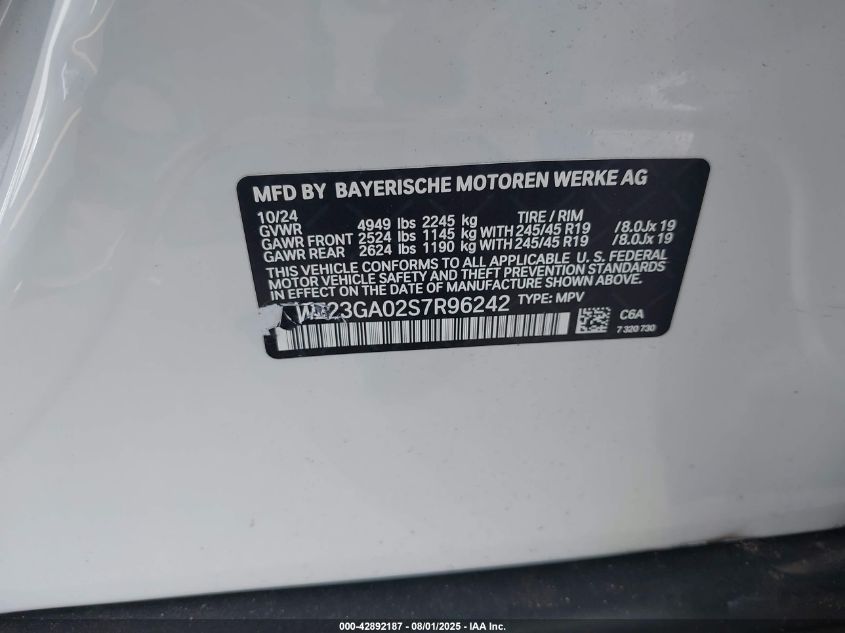 MFD BY BAYERISCHE MOTOREN WERKE AG
10/24 TIRE / RIM
GVWR 4949 lbs 2245 kg
GAWR FRONT 2524 lbs 1145 kg WITH 245/45 R19 /8.0Jx 19
GAWR REAR 2624 lbs 1190 kg WITH 245/45 R19 /8.0Jx 19
THIS VEHICLE CONFORMS TO ALL APPLICABLE U. S. FEDERAL
MOTOR VEHICLE SAFETY AND THEFT PREVENTION STANDARDS
IN EFFECT ON THE DATE OF MANUFACTURE SHOWN ABOVE.
TYPE: MPV
C6A
7 320 730
000-42892187 - 08/01/2025 - IAA Inc.